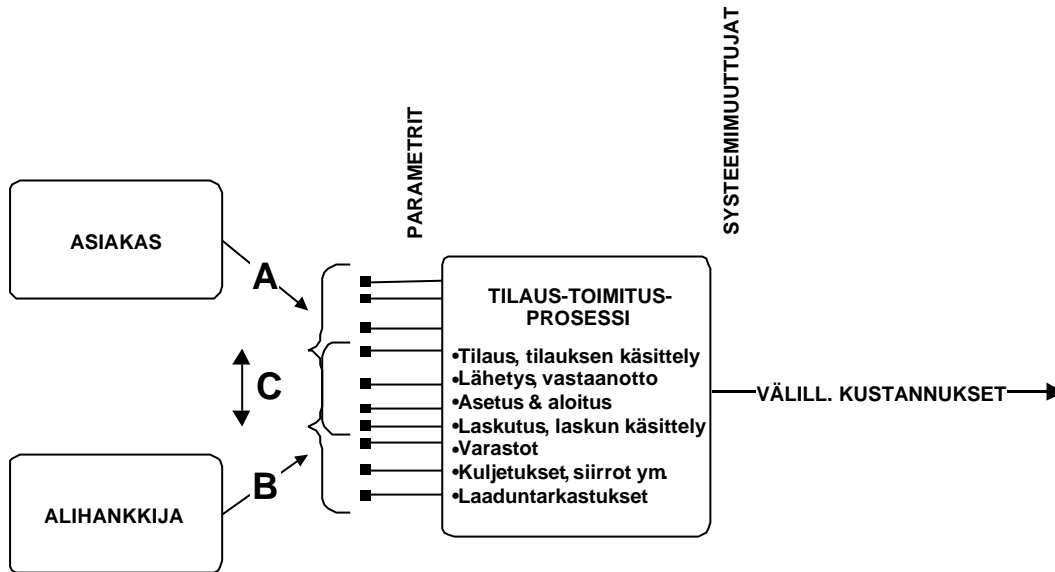 PARAMETRIT
SYSTEEMIMUUTTUJAT
ASIAKAS
A
C
B
ALIHANKKIJA
TILAUS-TOIMITUS-
PROSESSI
•Tilaus, tilauksen käsittely
•Lähetys, vastaanotto
•Asetus & aloitus
•Laskutus, laskun käsittely
•Varastot
•Kuljetukset, siirrot ym.
•Laaduntarkastukset
VÄLILL. KUSTANNUKSET